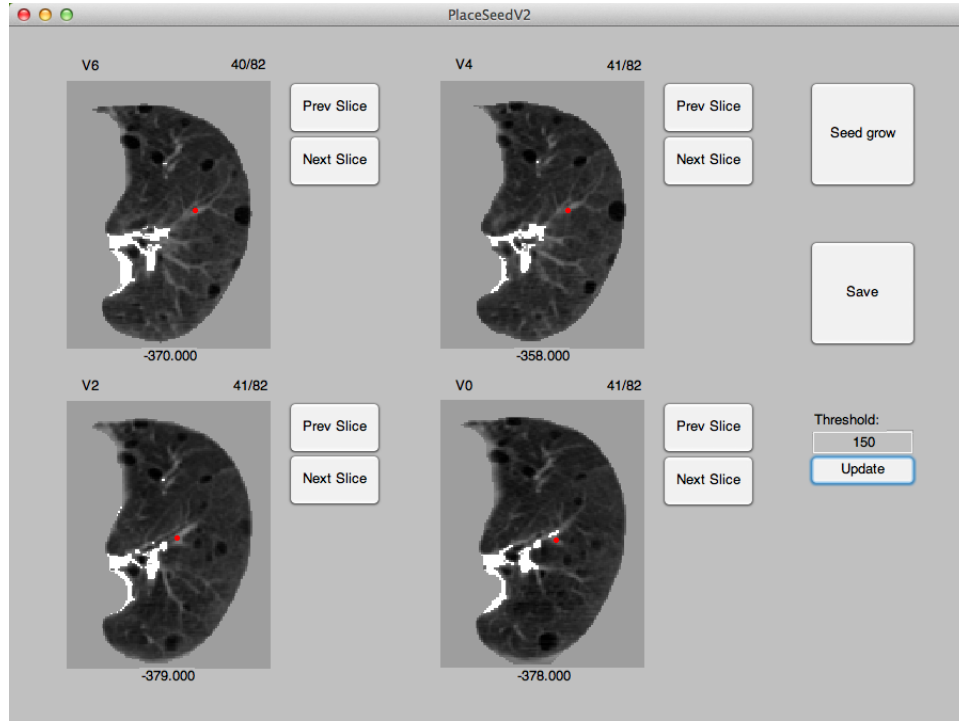 PlaceSeedV2
V6 40/82
Prev Slice
Next Slice
-370.000
V4 41/82
Prev Slice
Next Slice
-358.000
Seed grow
Save
V2 41/82
Prev Slice
Next Slice
-379.000
V0 41/82
Prev Slice
Next Slice
-378.000
Threshold:
150
Update